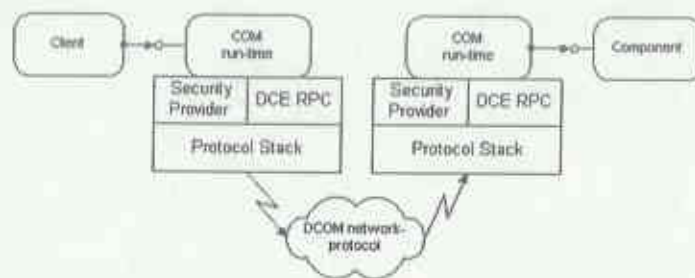 Client
COM
run-time
COM
run-time
Component
Security
Provider
DCE RPC
Security
Provider
DCE RPC
Protocol Stack
Protocol Stack
DCOM network-
protocol